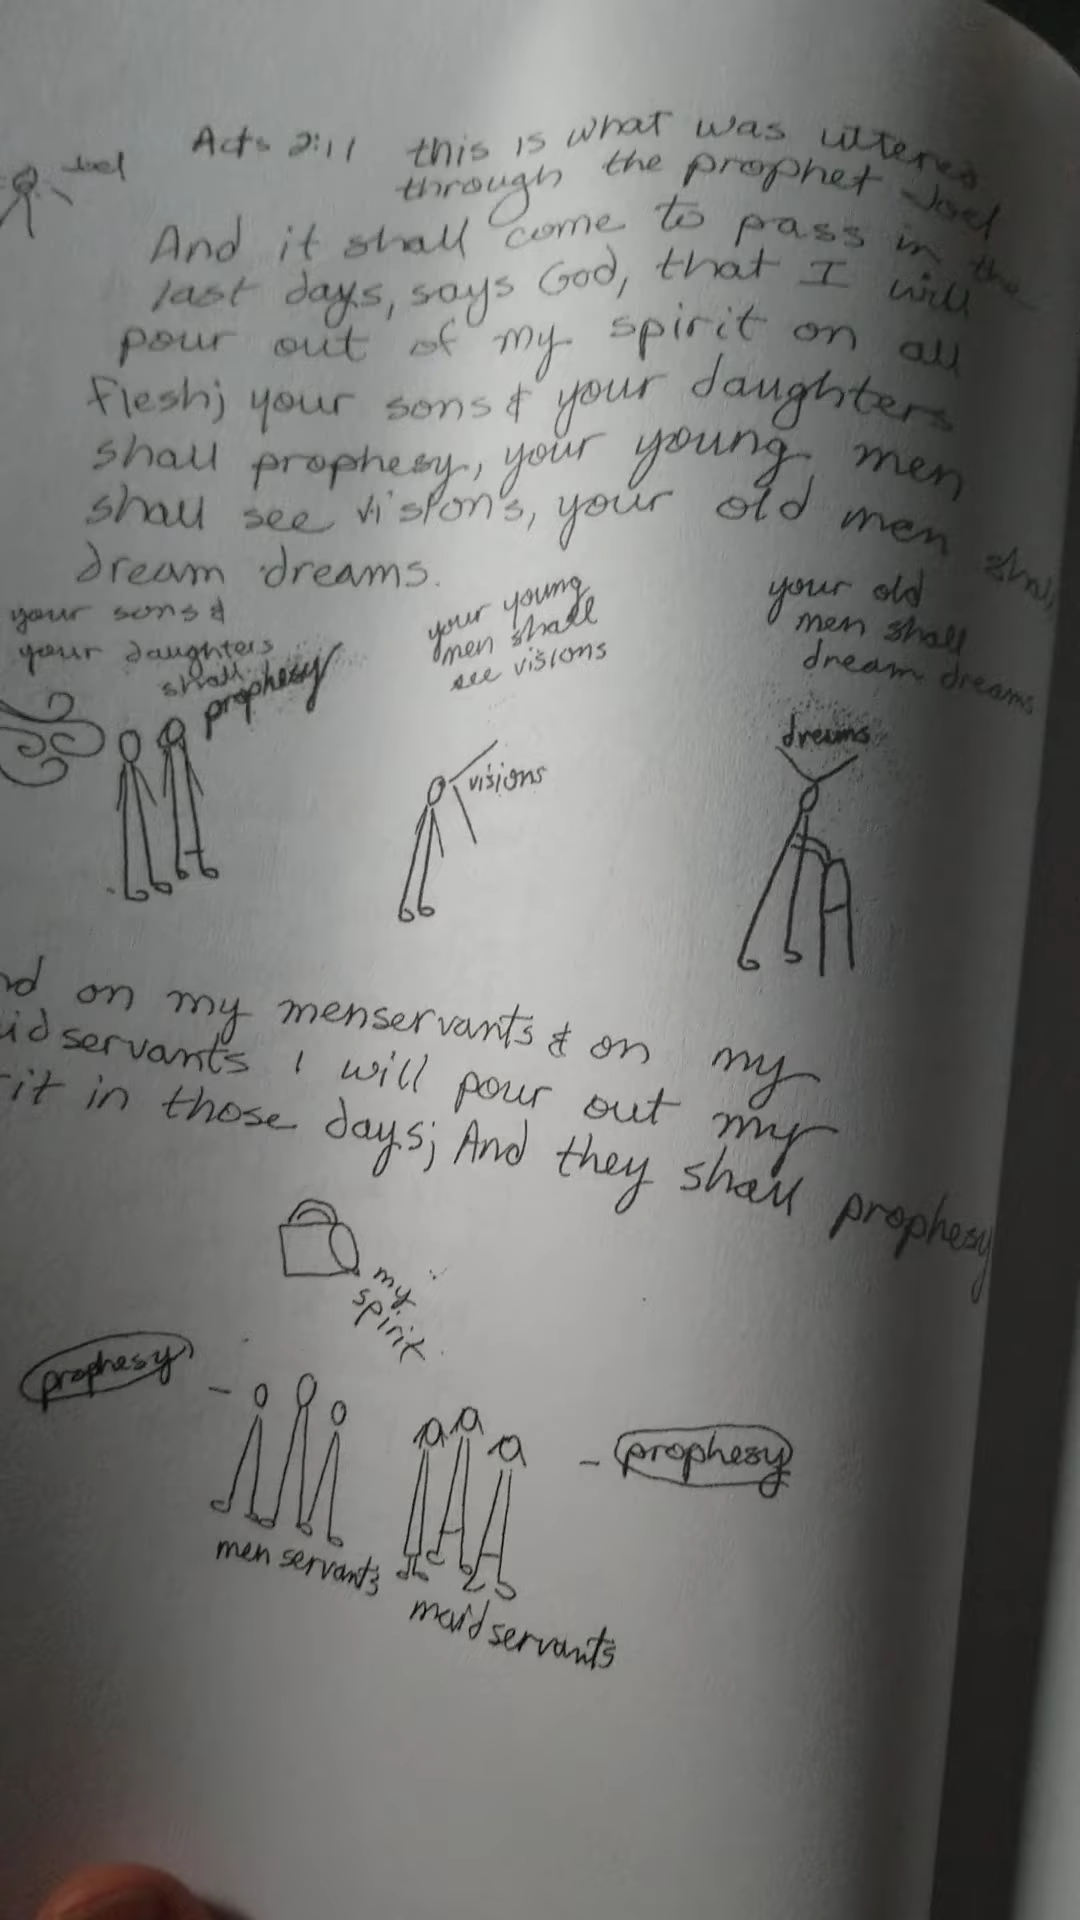 Joel
Acts 2:11 this is what was uttered
through the prophet Joel
And it shall come to pass in the
last days, says God, that I will
pour out of my spirit on all
flesh; your sons & your daughters
shall prophesy, your young men
shall see visions, your old men shall
dream dreams.
your sons &
your daughters
shall
prophesy
your young
men shall
see visions
your old
men shall
dream dreams
visions
dreams
nd on my menservants & on my
id servants I will pour out my
rit in those days; And they shall prophesy
my
spirit
prophesy
prophesy
men servants
maid servants